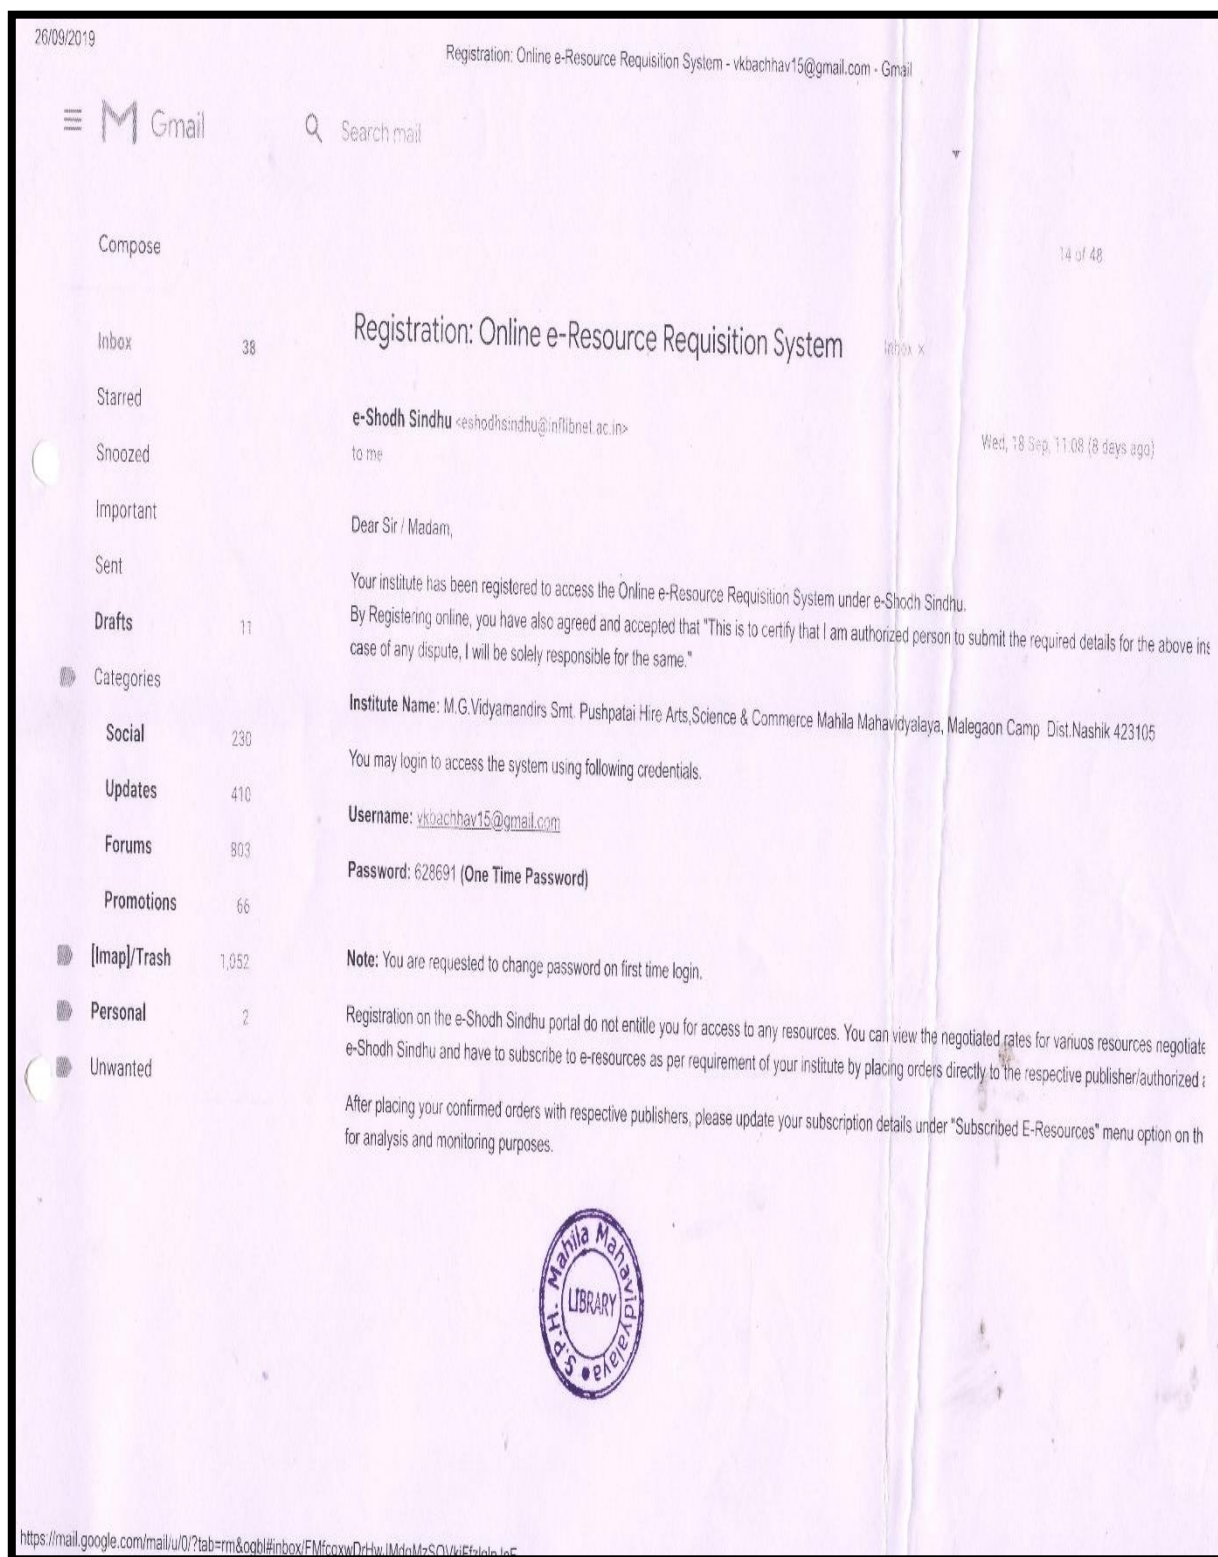 26/09/2019
Registration: Online e-Resource Requisition System - vkbachhav15@gmail.com - Gmail
Gmail
Search mail
Compose
14 of 48
Registration: Online e-Resource Requisition System
Inbox x
Inbox 38
Starred
e-Shodh Sindhu <eshodhsindhu@inflibnet.ac.in>
Wed, 18 Sep, 11:08 (8 days ago)
Snoozed
to me
Important
Dear Sir / Madam,
Sent
Your institute has been registered to access the Online e-Resource Requisition System under e-Shodh Sindhu.
Drafts 11
By Registering online, you have also agreed and accepted that "This is to certify that I am authorized person to submit the required details for the above ins
case of any dispute, I will be solely responsible for the same."
Categories
Institute Name: M.G.Vidyamandirs Smt. Pushpatai Hire Arts,Science & Commerce Mahila Mahavidyalaya, Malegaon Camp Dist.Nashik 423105
Social 230
You may login to access the system using following credentials.
Updates 410
Username: vkbachhav15@gmail.com
Forums 803
Password: 628691 (One Time Password)
Promotions 66
[Imap]/Trash 1,052
Note: You are requested to change password on first time login.
Personal 2
Registration on the e-Shodh Sindhu portal do not entitle you for access to any resources. You can view the negotiated rates for variuos resources negotiate
e-Shodh Sindhu and have to subscribe to e-resources as per requirement of your institute by placing orders directly to the respective publisher/authorized
Unwanted
After placing your confirmed orders with respective publishers, please update your subscription details under "Subscribed E-Resources" menu option on th
for analysis and monitoring purposes.
S.P.H. Mahila Mahavidyalaya
LIBRARY